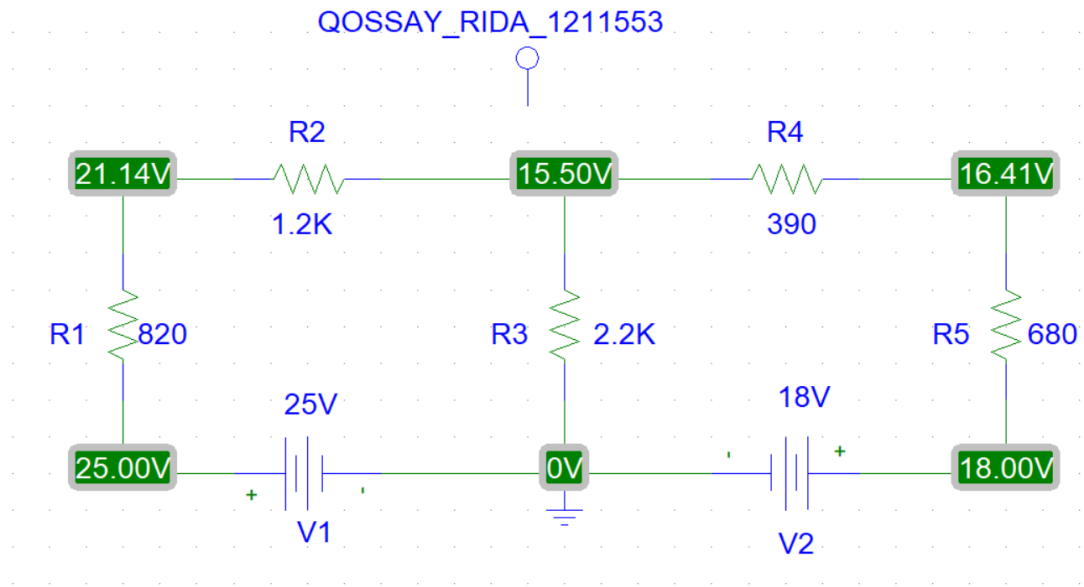 QOSSAY_RIDA_1211553
R2
R4
21.14V
15.50V
16.41V
1.2K
390
R1
820
R3
2.2K
R5
680
25V
18V
25.00V
0V
18.00V
+
-
-
+
V1
V2